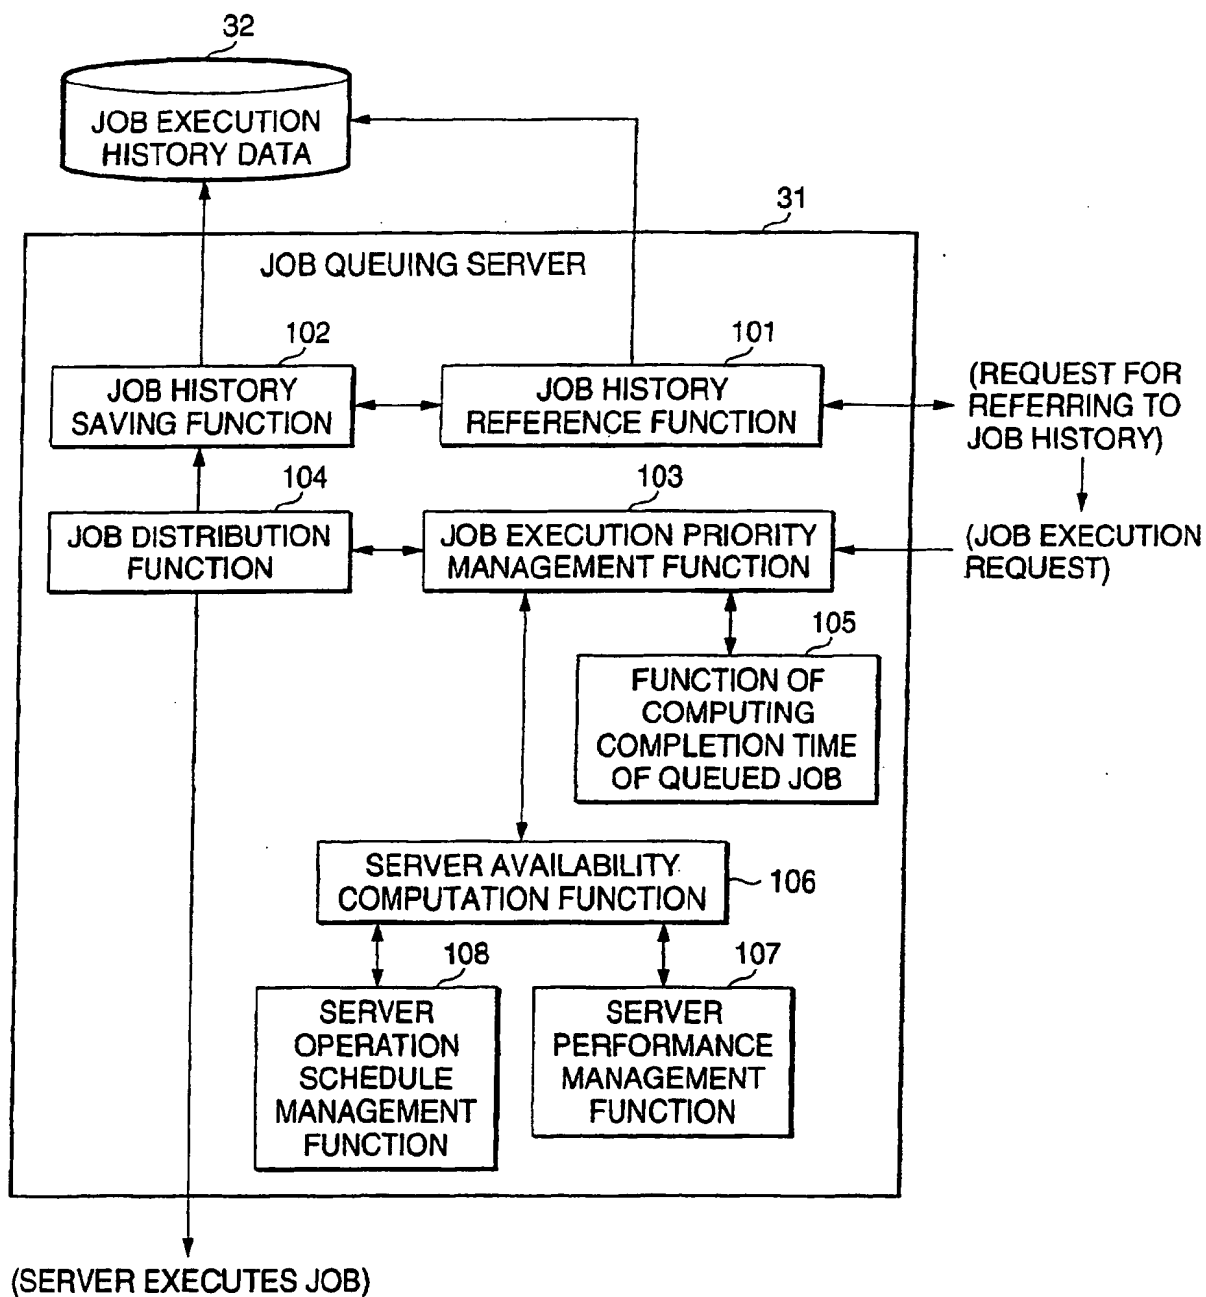 32
JOB EXECUTION
HISTORY DATA
31
JOB QUEUING SERVER
102
JOB HISTORY
SAVING FUNCTION
101
JOB HISTORY
REFERENCE FUNCTION
(REQUEST FOR
REFERRING TO
JOB HISTORY)
104
JOB DISTRIBUTION
FUNCTION
103
JOB EXECUTION PRIORITY
MANAGEMENT FUNCTION
(JOB EXECUTION
REQUEST)
105
FUNCTION OF
COMPUTING
COMPLETION TIME
OF QUEUED JOB
SERVER AVAILABILITY
COMPUTATION FUNCTION
106
108
SERVER
OPERATION
SCHEDULE
MANAGEMENT
FUNCTION
107
SERVER
PERFORMANCE
MANAGEMENT
FUNCTION
(SERVER EXECUTES JOB)